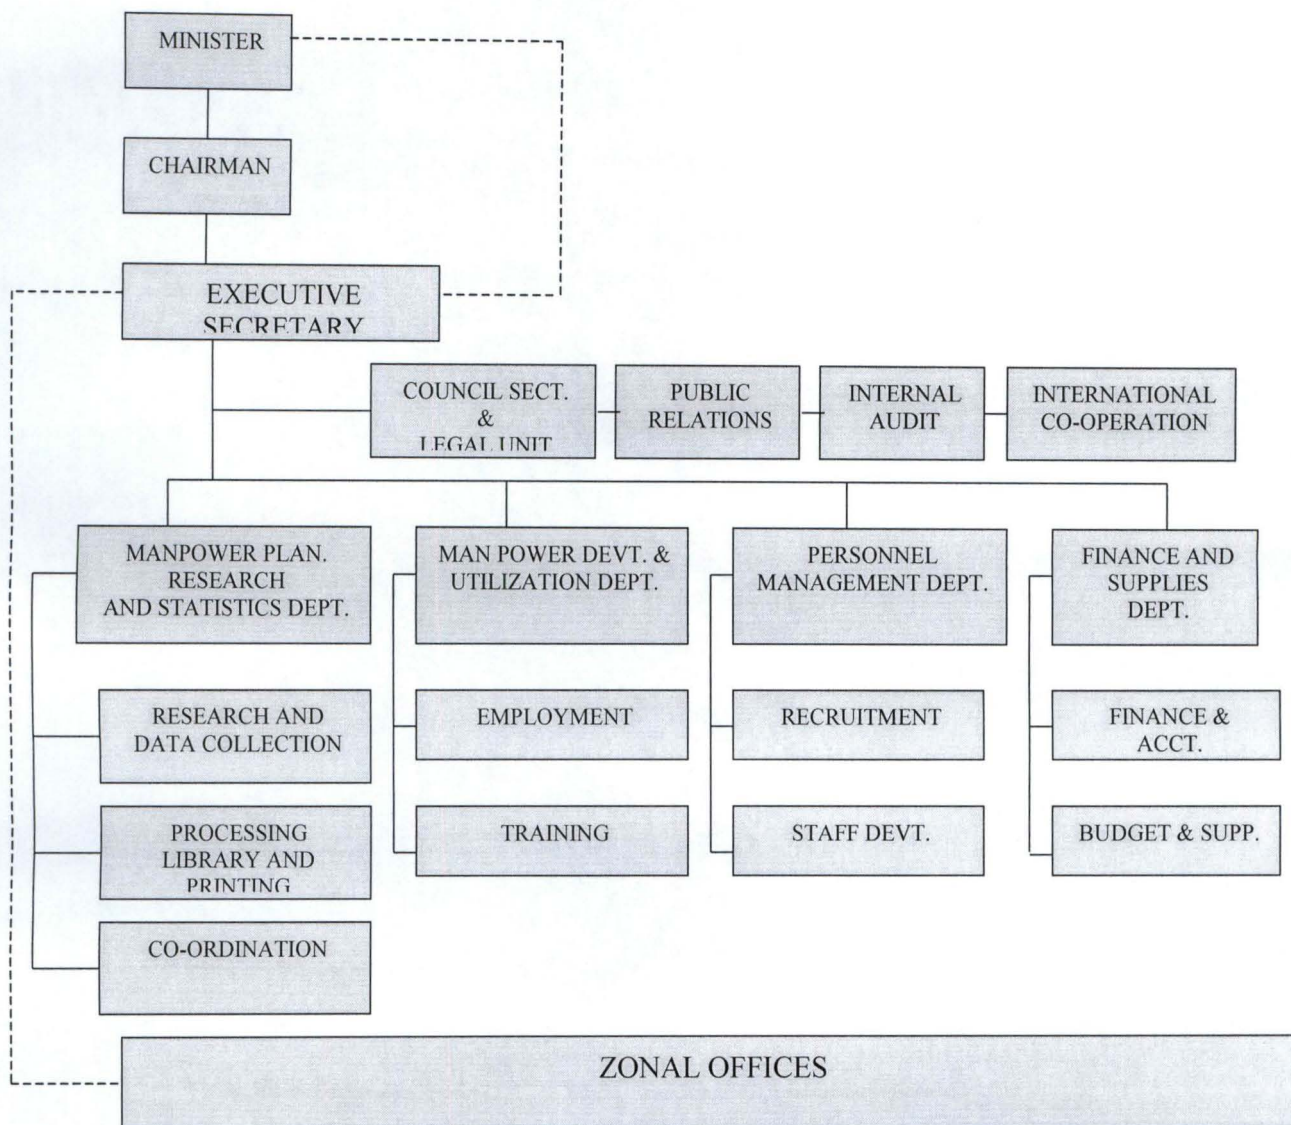 MINISTER
CHAIRMAN
EXECUTIVE
SECRETARY
COUNCIL SECT.
&
LEGAL UNIT
PUBLIC
RELATIONS
INTERNAL
AUDIT
INTERNATIONAL
CO-OPERATION
MANPOWER PLAN.
RESEARCH
AND STATISTICS DEPT.
MAN POWER DEVT. &
UTILIZATION DEPT.
PERSONNEL
MANAGEMENT DEPT.
FINANCE AND
SUPPLIES
DEPT.
RESEARCH AND
DATA COLLECTION
EMPLOYMENT
RECRUITMENT
FINANCE &
ACCT.
PROCESSING
LIBRARY AND
PRINTING
TRAINING
STAFF DEVT.
BUDGET & SUPP.
CO-ORDINATION
ZONAL OFFICES